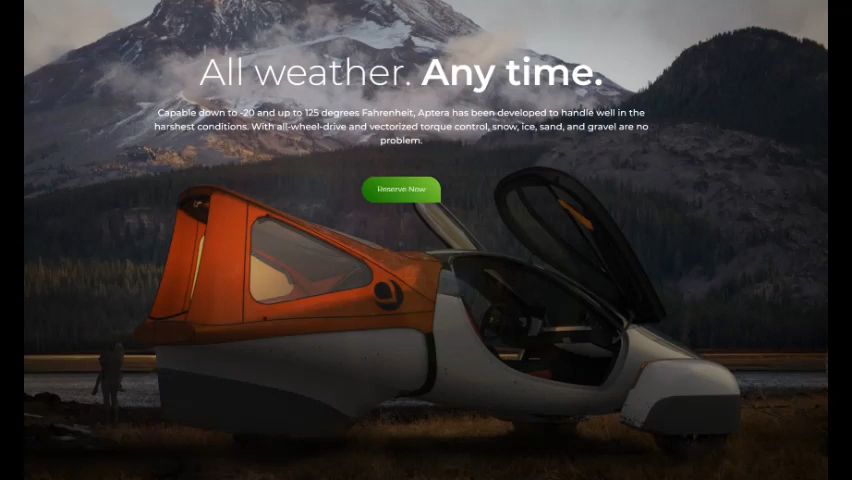 All weather. Any time.
Capable down to -20 and up to 125 degrees Fahrenheit, Aptera has been developed to handle well in the
harshest conditions. With all-wheel-drive and vectorized torque control, snow, ice, sand, and gravel are no
problem.
Reserve Now